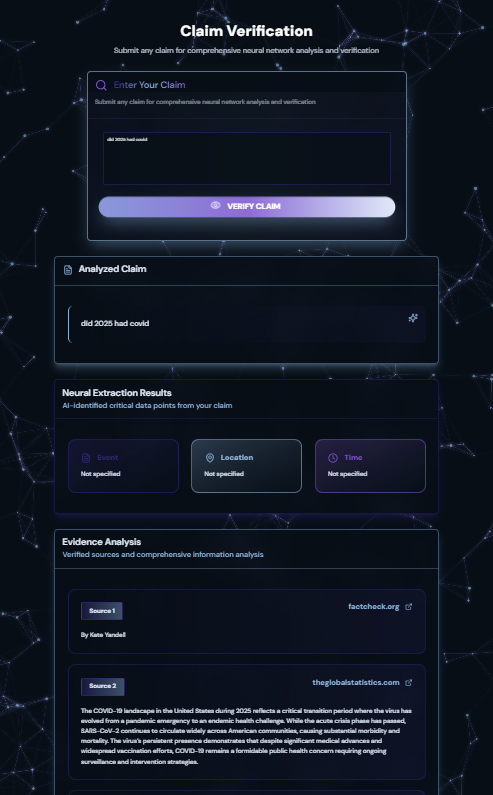 Claim Verification
Submit any claim for comprehensive neural network analysis and verification
Enter Your Claim
Submit any claim for comprehensive neural network analysis and verification
did 2025 had covid
VERIFY CLAIM
Analyzed Claim
did 2025 had covid
Neural Extraction Results
AI-identified critical data points from your claim
Event
Not specified
Location
Not specified
Time
Not specified
Evidence Analysis
Verified sources and comprehensive information analysis
Source 1
factcheck.org
By Kate Yandell
Source 2
theglobalstatistics.com
The COVID-19 landscape in the United States during 2025 reflects a critical transition period where the virus has
evolved from a pandemic emergency to an endemic health challenge. While the acute crisis phase has passed,
SARS-CoV-2 continues to circulate widely across American communities, causing substantial morbidity and
mortality. The virus's persistent presence demonstrates that despite significant medical advances and
widespread vaccination efforts, COVID-19 remains a formidable public health concern requiring ongoing
surveillance and intervention strategies.